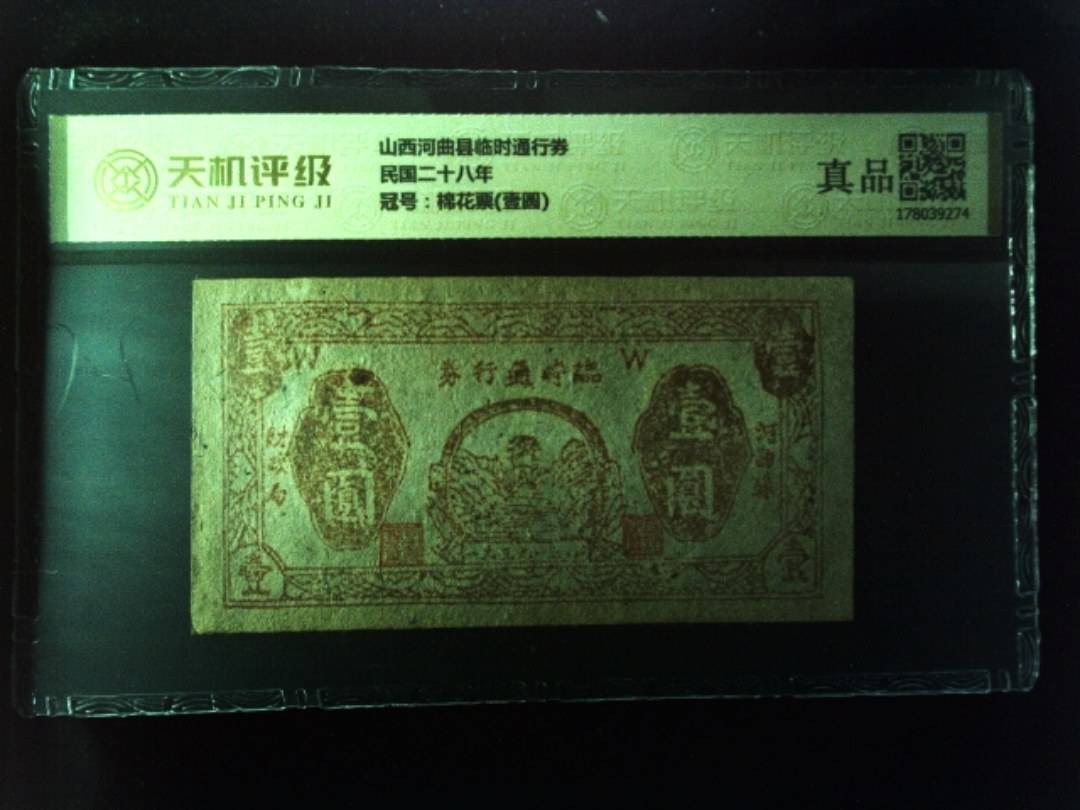 天机评级
TIAN JI PING JI
山西河曲县临时通行券
民国二十八年
冠号：棉花票(壹圆)
真品
178039274
壹
壹
W
W
券行通時臨
壹圓
壹圓
壹
壹